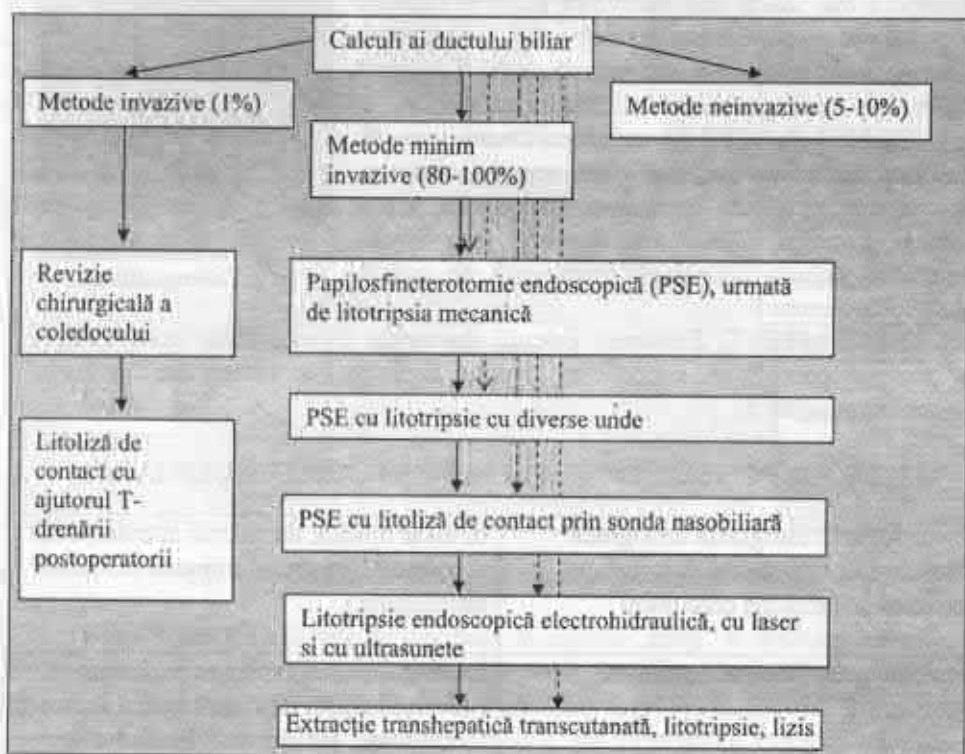 Calculi ai ductului biliar
Metode invazive (1%)
Metode minim
invazive (80-100%)
Metode neinvazive (5-10%)
Revizie
chirurgicală a
coledocului
Litoliză de
contact cu
ajutorul T-
drenării
postoperatorii
Papilosfincterotomie endoscopică (PSE), urmată
de litotripsia mecanică
PSE cu litotripsie cu diverse unde
PSE cu litoliză de contact prin sonda nasobiliară
Litotripsie endoscopică electrohidraulică, cu laser
si cu ultrasunete
Extracție transhepatică transcutanată, litotripsie, lizis